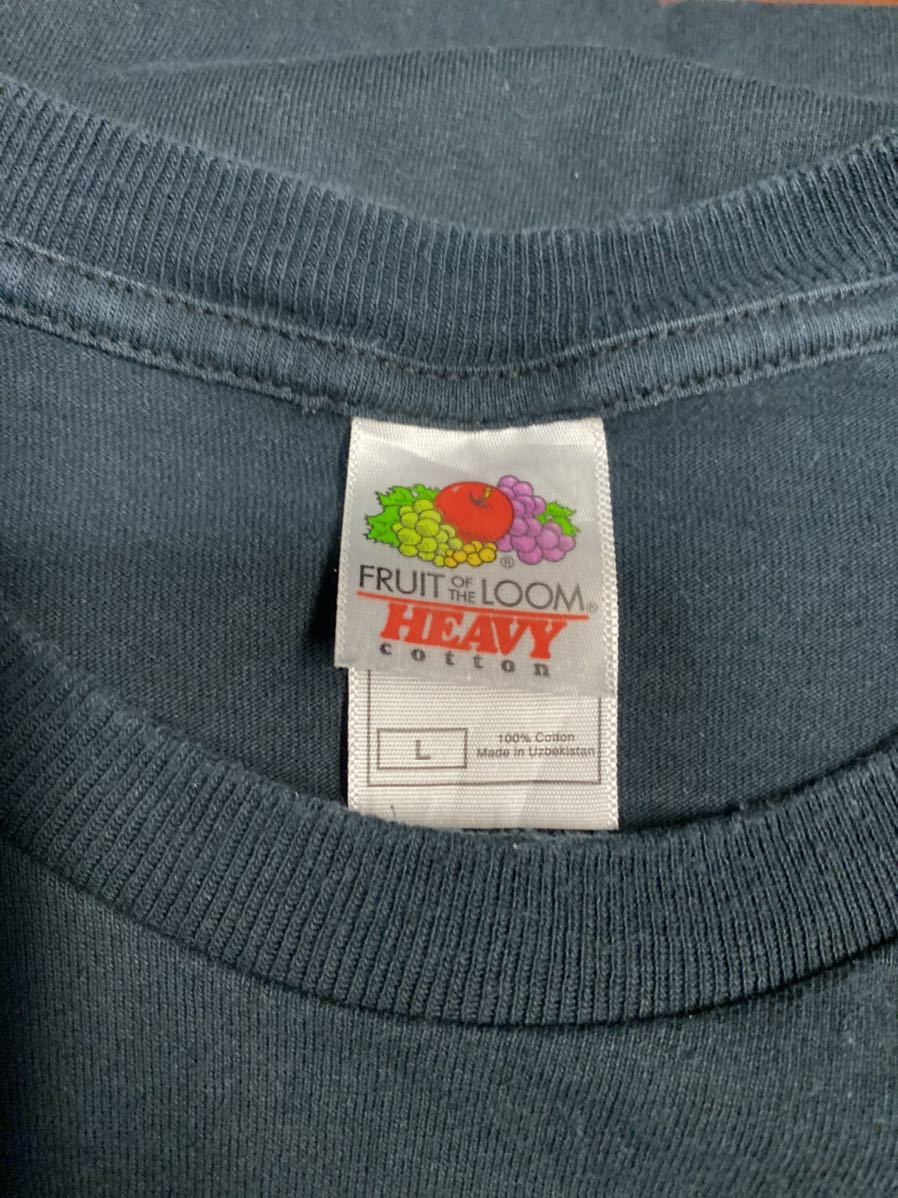 ®
FRUIT OF THE LOOM®
HEAVY
cotton
L
100% Cotton
Made in Uzbekistan